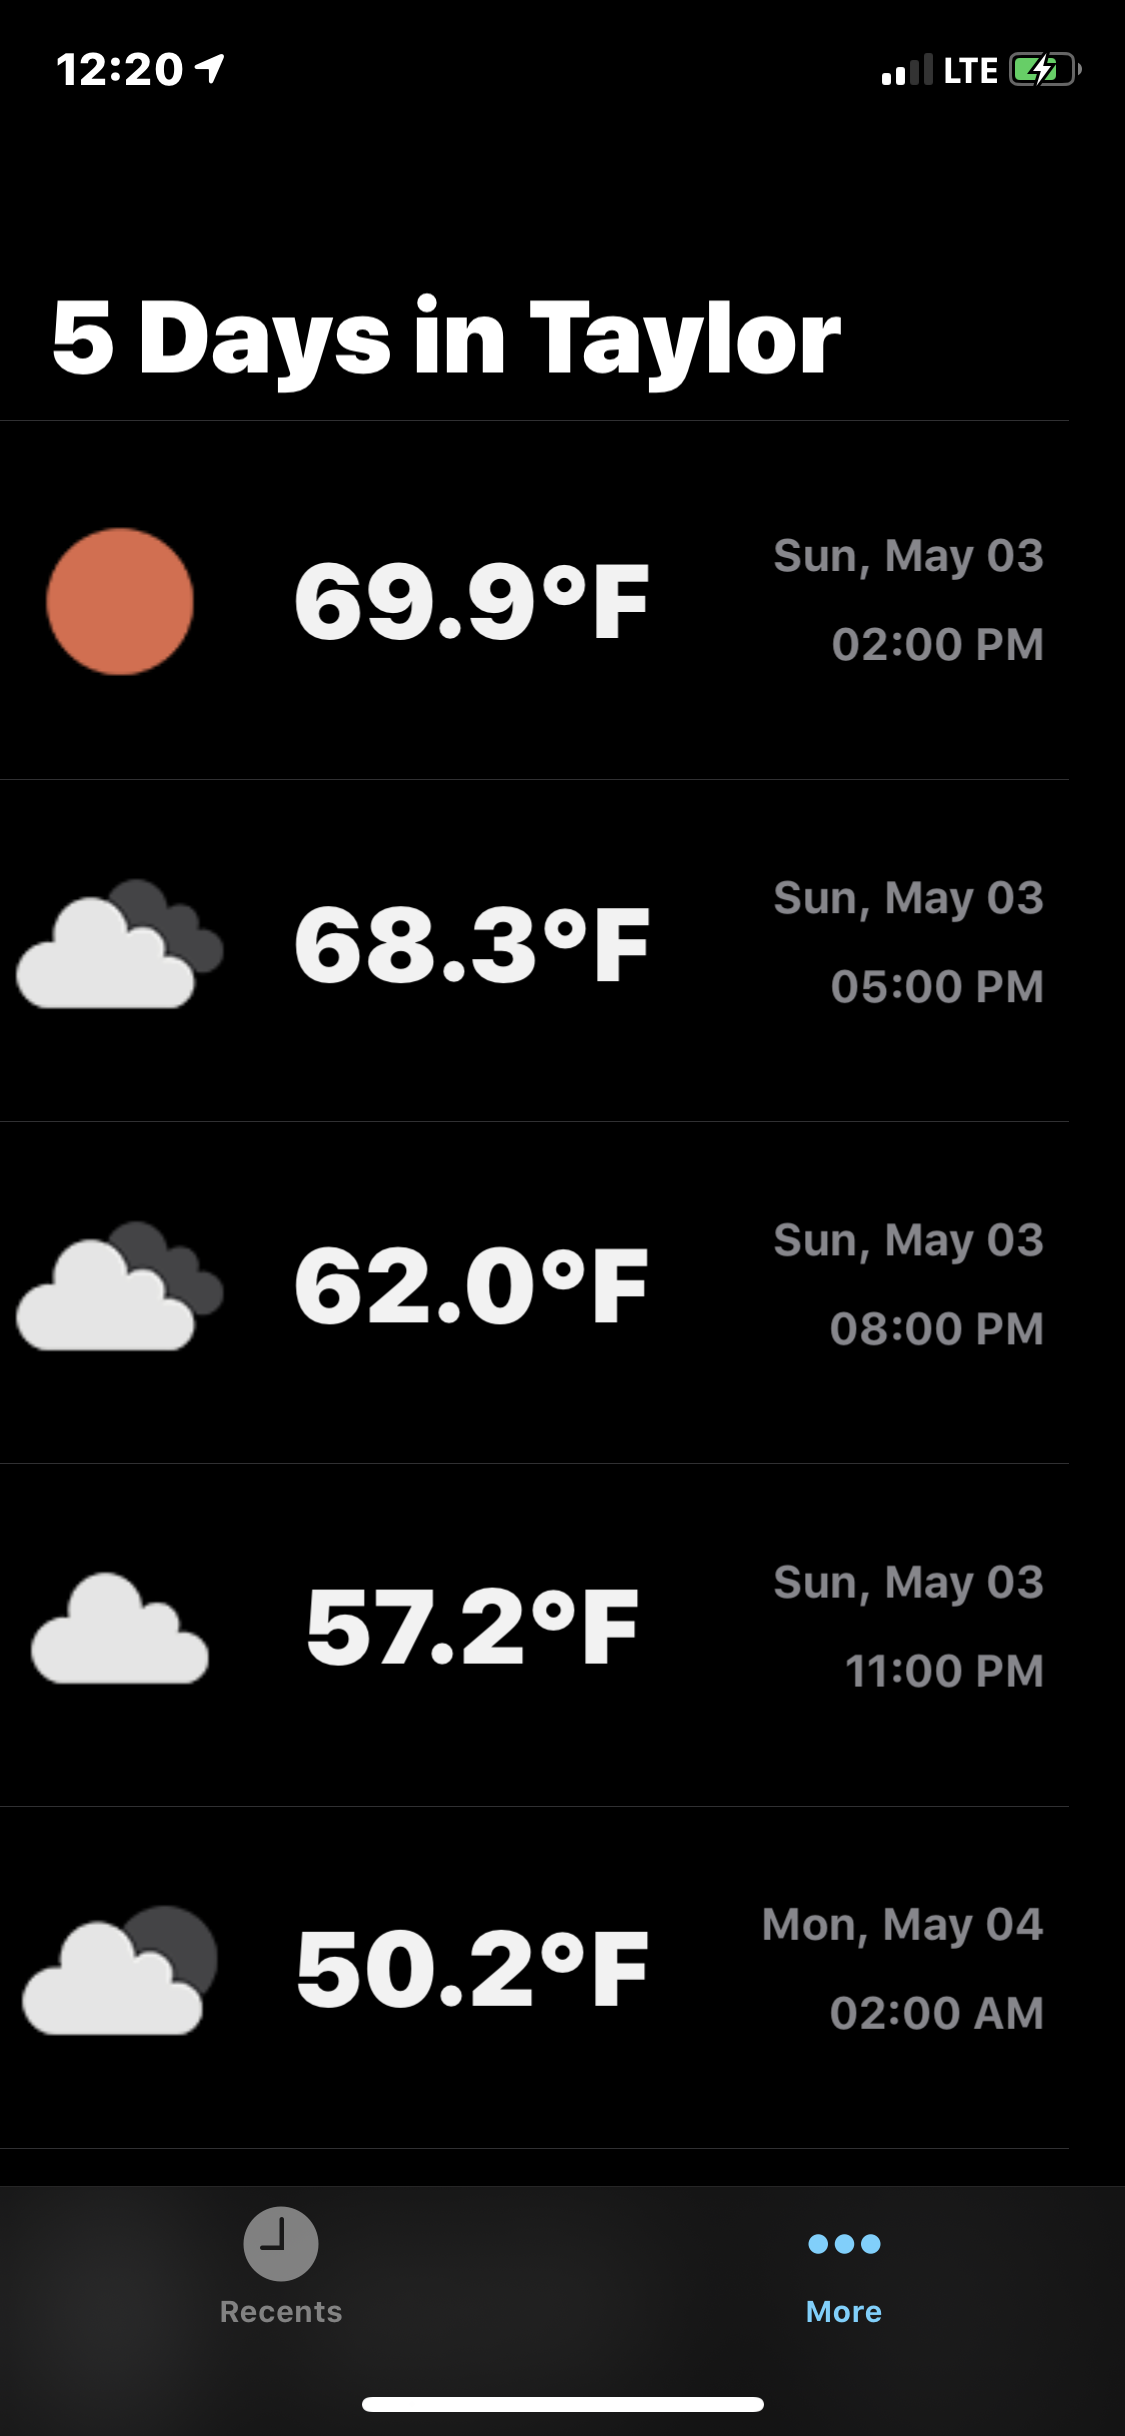 12:20
LTE
5 Days in Taylor
69.9°F
Sun, May 03
02:00 PM
68.3°F
Sun, May 03
05:00 PM
62.0°F
Sun, May 03
08:00 PM
57.2°F
Sun, May 03
11:00 PM
50.2°F
Mon, May 04
02:00 AM
Recents
More